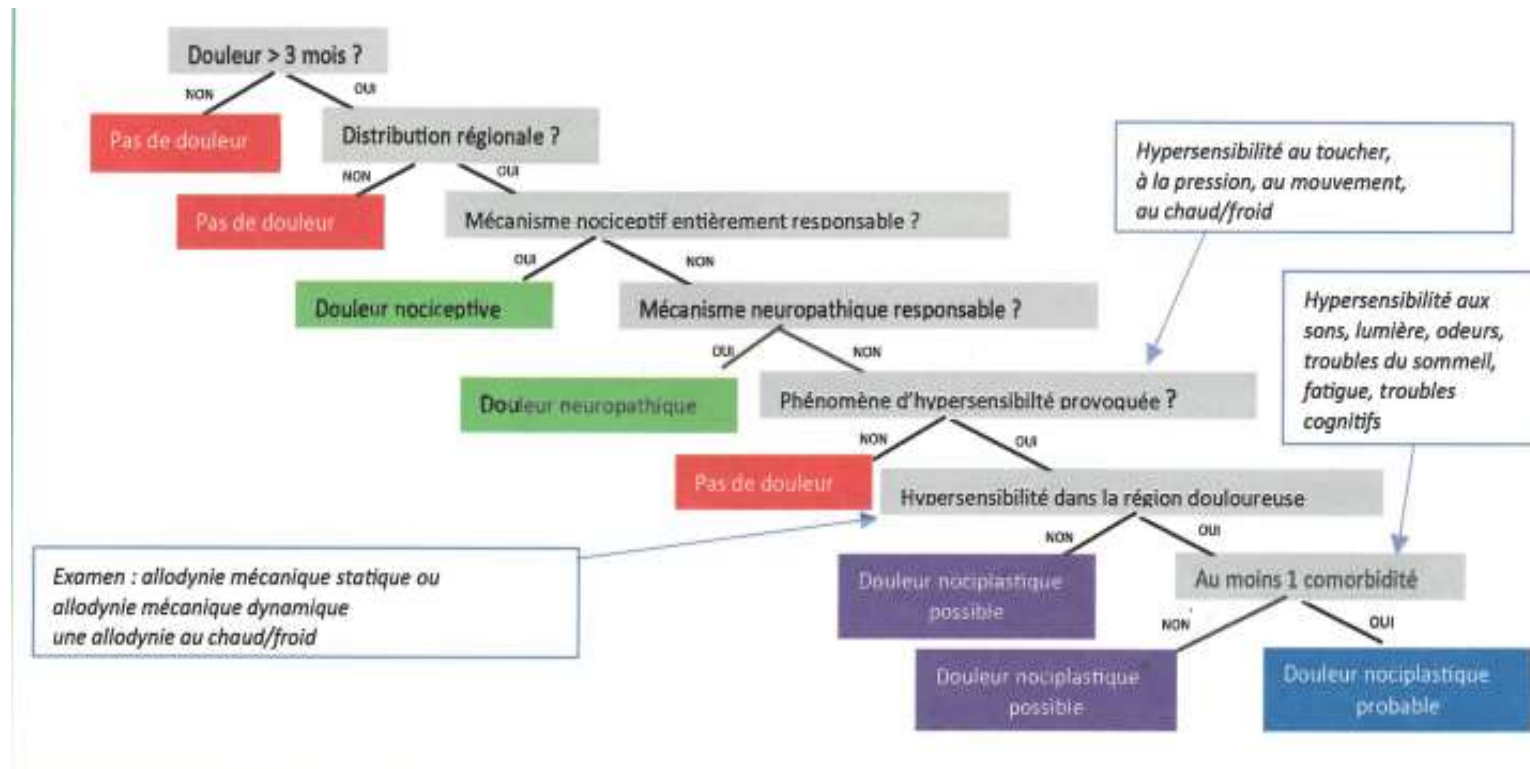 Douleur > 3 mois ?
NON
OUI
Pas de douleur
Distribution régionale ?
NON
OUI
Pas de douleur
Mécanisme nociceptif entièrement responsable ?
OUI
NON
Douleur nociceptive
Mécanisme neuropathique responsable ?
OUI
NON
Douleur neuropathique
Phénomène d'hypersensibilté provoquée ?
NON
OUI
Pas de douleur
Hypersensibilité dans la région douloureuse
NON
OUI
Douleur nociplastique
possible
Au moins 1 comorbidité
NON
OUI
Douleur nociplastique
possible
Douleur nociplastique
probable
Hypersensibilité au toucher,
à la pression, au mouvement,
au chaud/froid
Hypersensibilité aux
sons, lumière, odeurs,
troubles du sommeil,
fatigue, troubles
cognitifs
Examen : allodynie mécanique statique ou
allodynie mécanique dynamique
une allodynie au chaud/froid